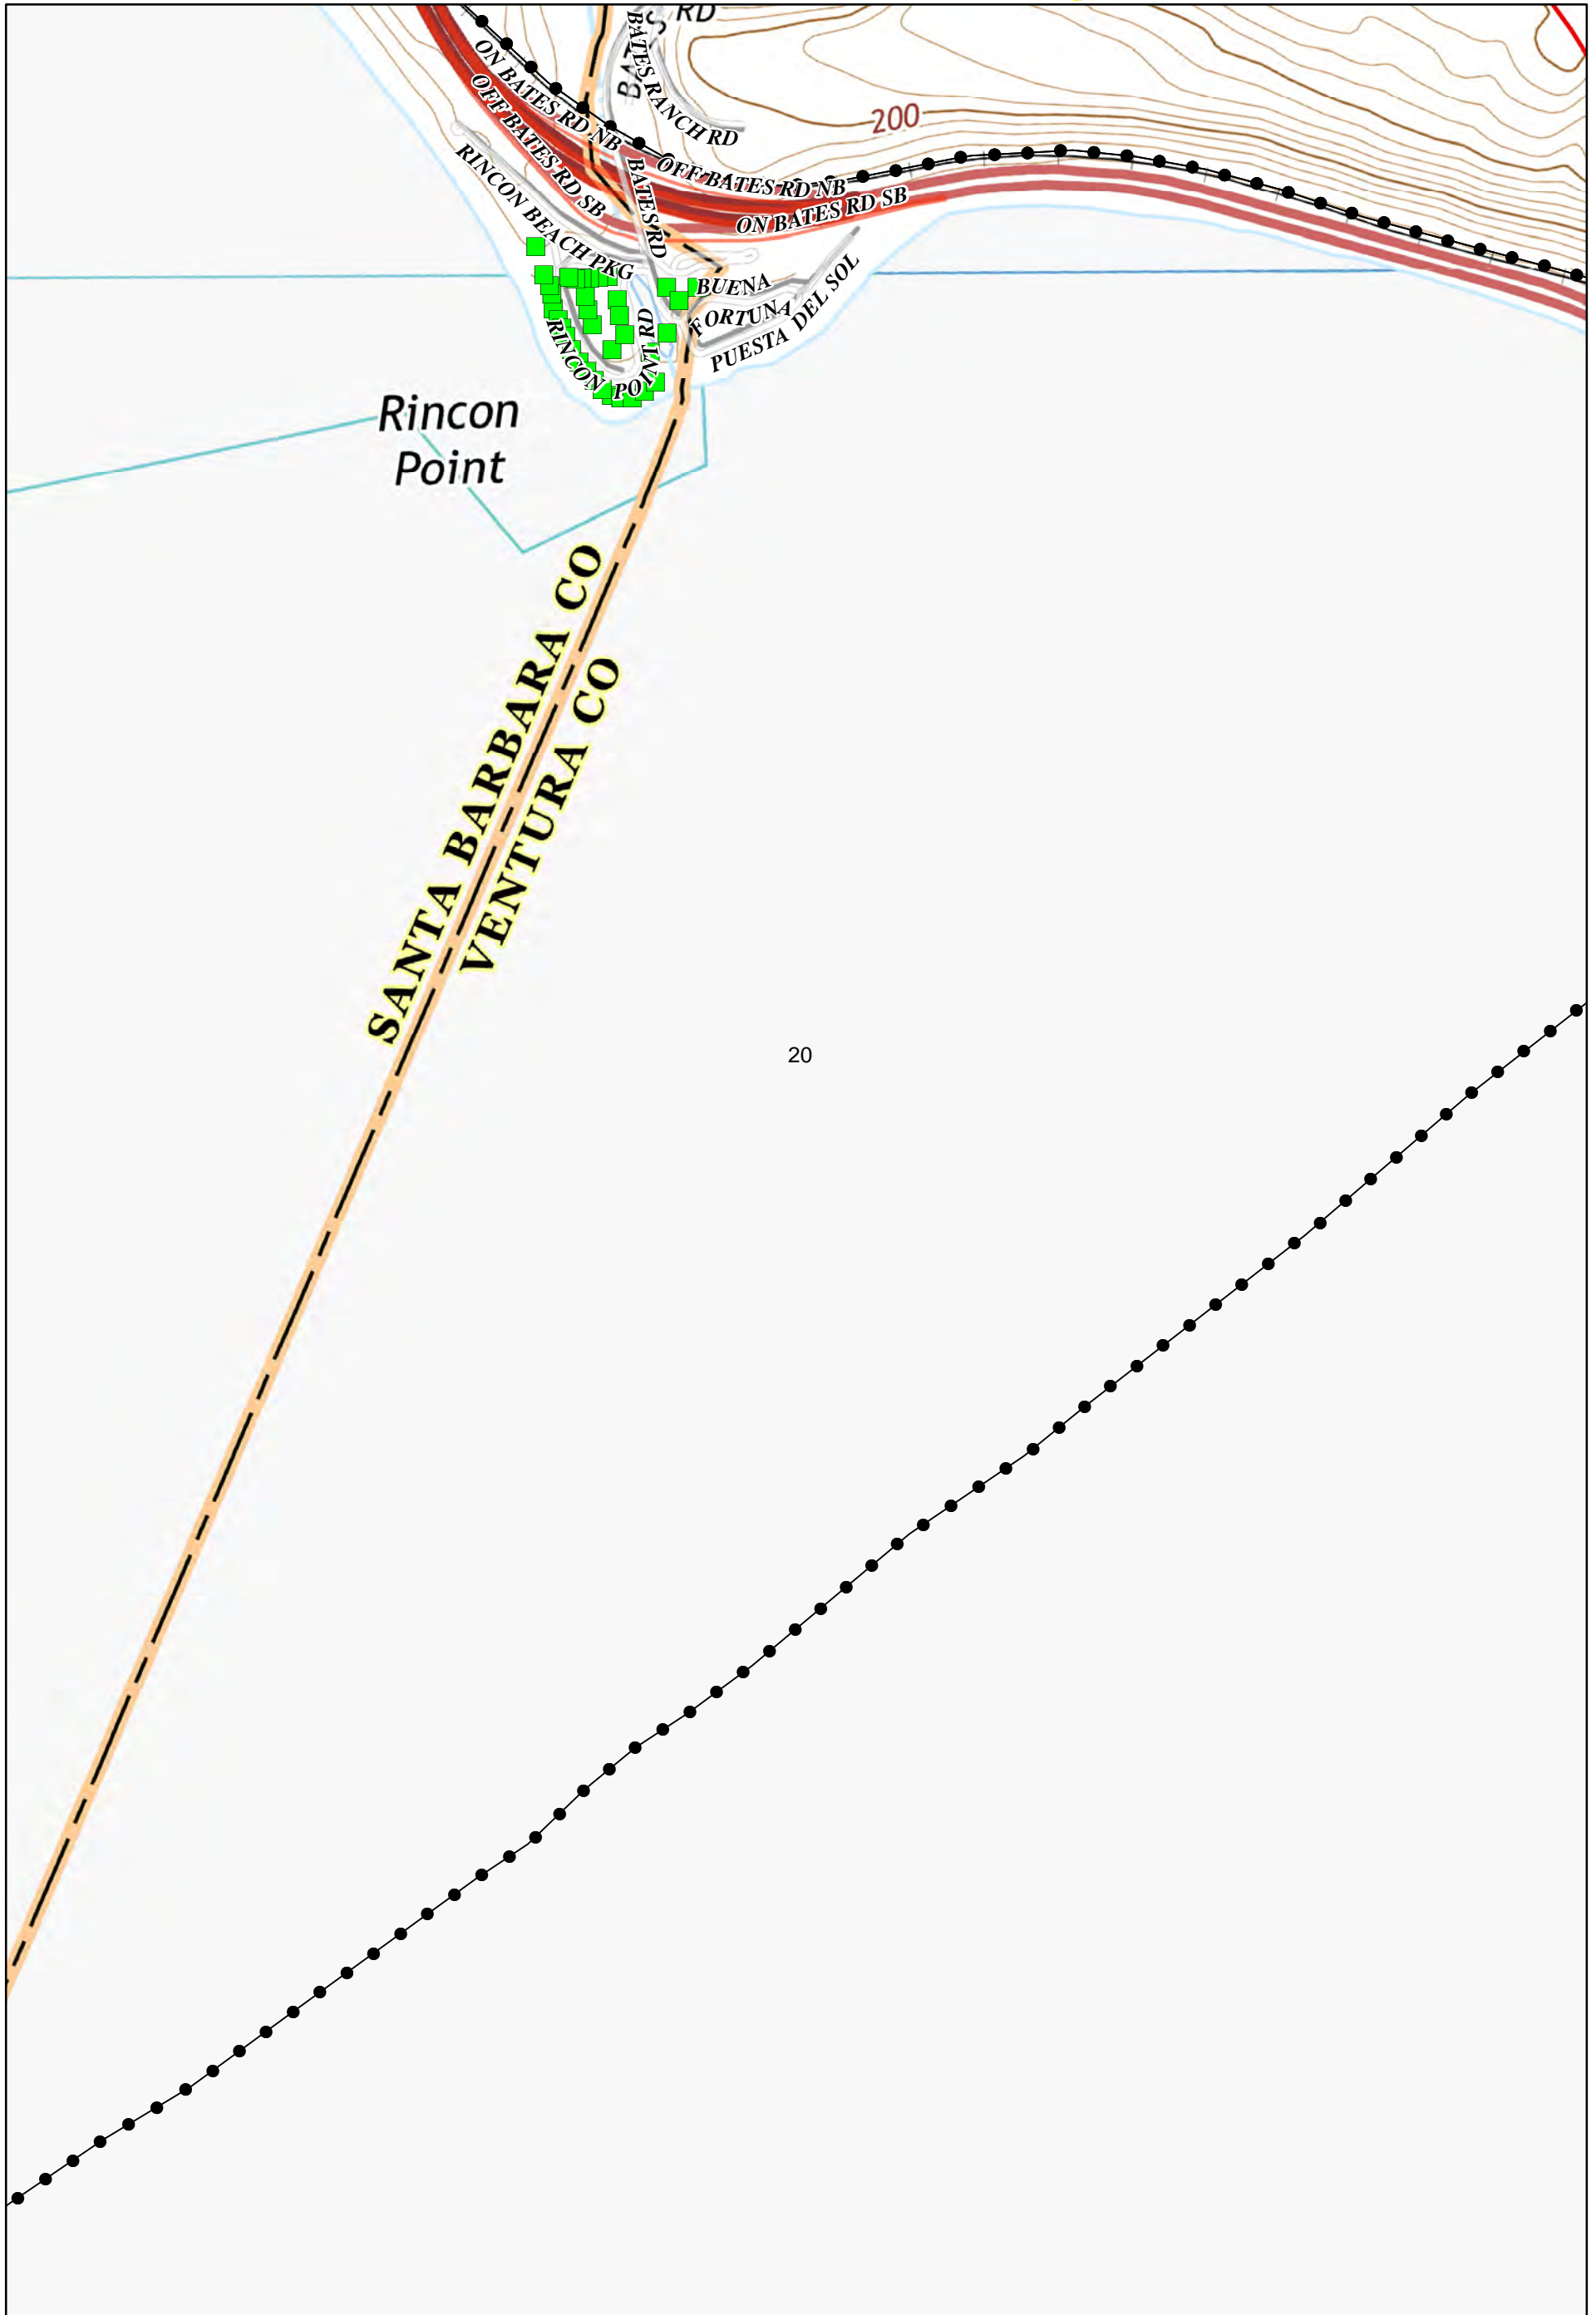 RD
BATES
BATES RANCH RD
200
ON BATES RD NB
OFF BATES RD SB
OFF BATES RD NB
ON BATES RD SB
BATES RD
RINCON BEACH PKG
BUENA
FORTUNA
PUESTA DEL SOL
RINCON POINT RD
Rincon
Point
SANTA BARBARA CO
VENTURA CO
20